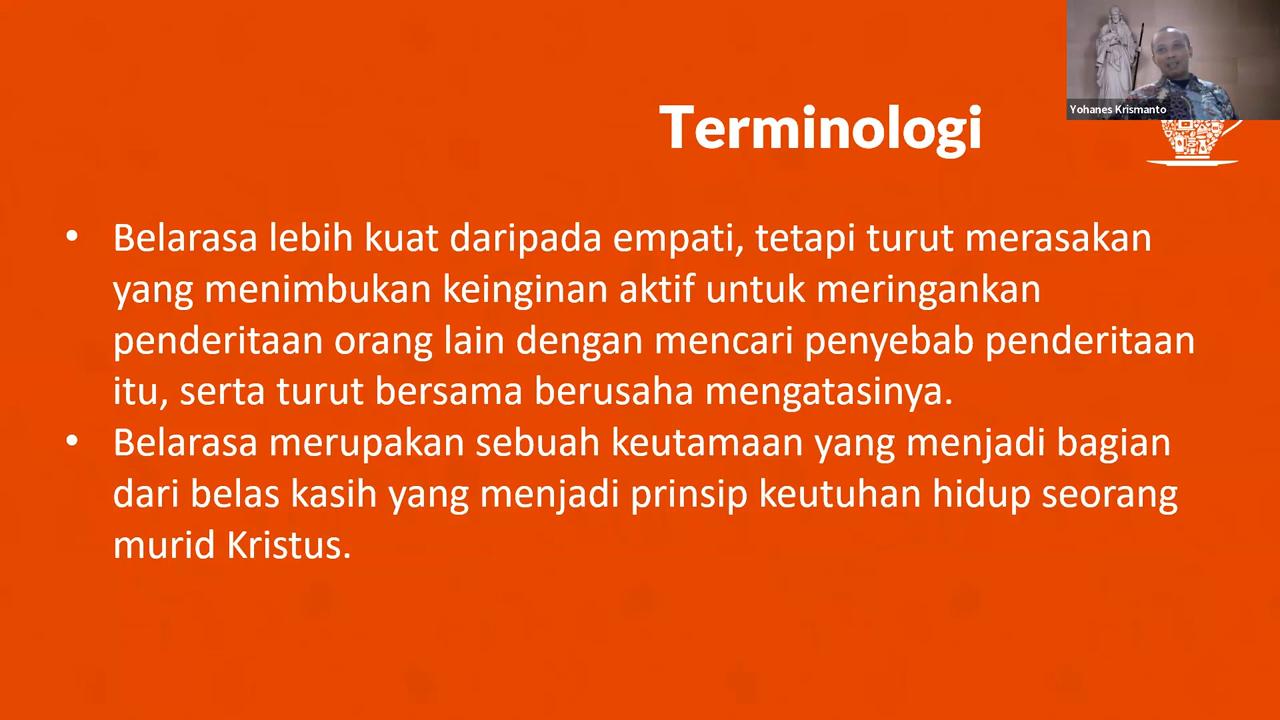 Yohanes Krismanto
Terminologi
• Belarasa lebih kuat daripada empati, tetapi turut merasakan
yang menimbukan keinginan aktif untuk meringankan
penderitaan orang lain dengan mencari penyebab penderitaan
itu, serta turut bersama berusaha mengatasinya.
• Belarasa merupakan sebuah keutamaan yang menjadi bagian
dari belas kasih yang menjadi prinsip keutuhan hidup seorang
murid Kristus.